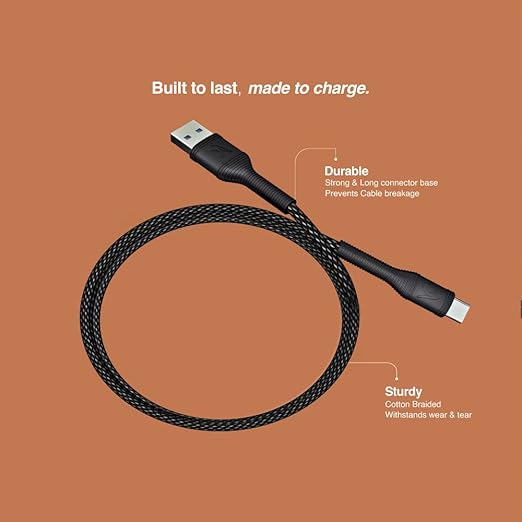 Built to last, made to charge.
Durable
Strong & Long connector base
Prevents Cable breakage
Sturdy
Cotton Braided
Withstands wear & tear